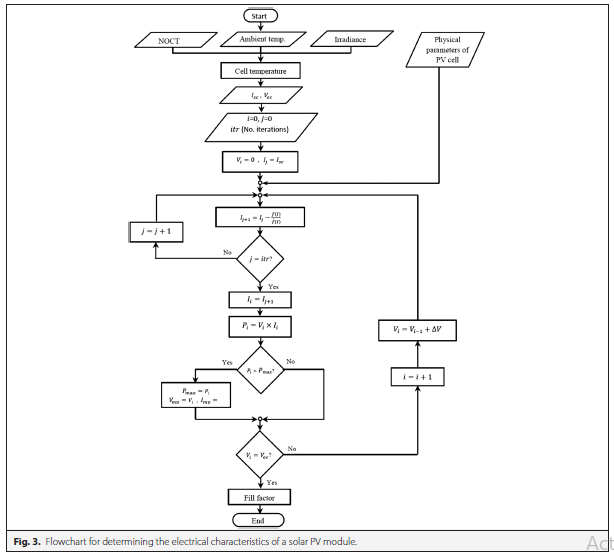 Start
NOCT
Ambient temp.
Irradiance
Physical
parameters of
PV cell
Cell temperature
Isc , Voc
i=0, j=0
itr (No. iterations)
Vi = 0 , Ij = Isc
Ij+1 = Ij − f(I)/f(I)
j = j + 1
No
j = itr?
Yes
Ii = Ij+1
Pi = Vi × Ii
Vi = Vi−1 + ΔV
Yes
Pi > Pmax?
No
i = i + 1
Pmax = Pi
Vmp = Vi , Imp =
Vi = Voc?
No
Yes
Fill factor
End
Fig. 3. Flowchart for determining the electrical characteristics of a solar PV module.
Act